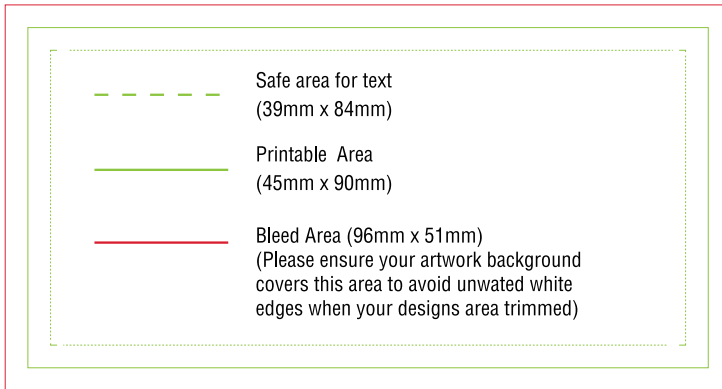 Safe area for text
(39mm x 84mm)
Printable Area
(45mm x 90mm)
Bleed Area (96mm x 51mm)
(Please ensure your artwork background
covers this area to avoid unwated white
edges when your designs area trimmed)